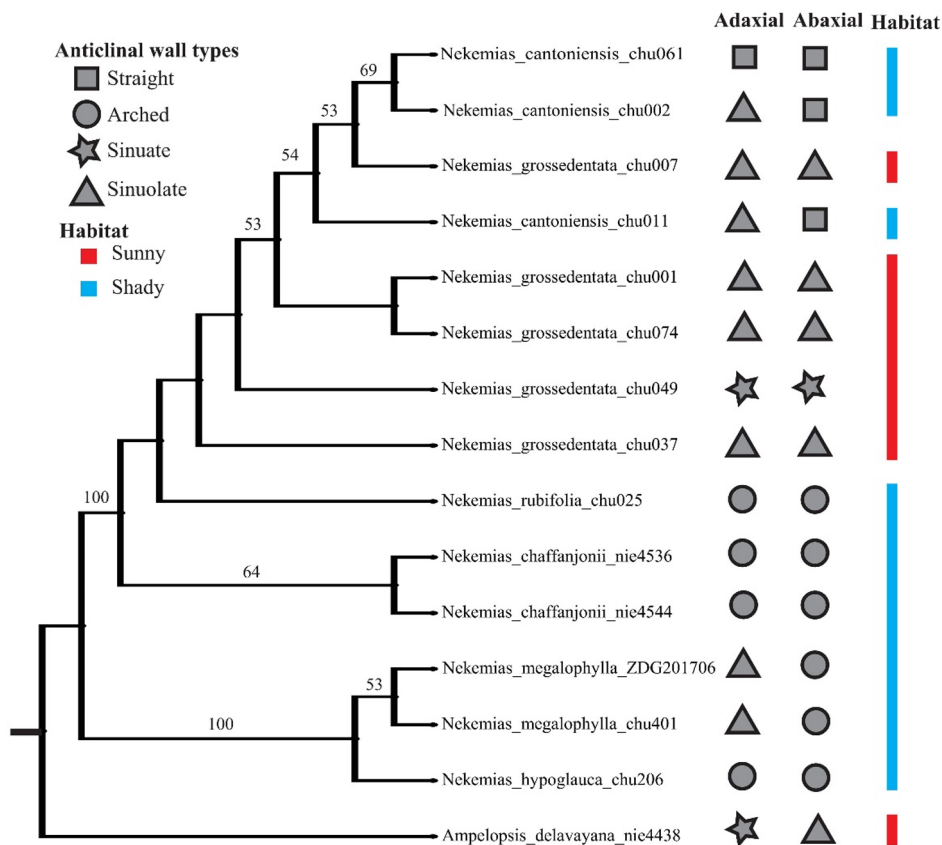 Adaxial Abaxial Habitat
Anticlinal wall types
Straight
Arched
Sinuate
Sinuolate
Habitat
Sunny
Shady
69
53
54
53
100
64
53
100
Nekemias_cantoniensis_chu061
Nekemias_cantoniensis_chu002
Nekemias_grossedentata_chu007
Nekemias_cantoniensis_chu011
Nekemias_grossedentata_chu001
Nekemias_grossedentata_chu074
Nekemias_grossedentata_chu049
Nekemias_grossedentata_chu037
Nekemias_rubifolia_chu025
Nekemias_chaffanjonii_nie4536
Nekemias_chaffanjonii_nie4544
Nekemias_megalophylla_ZDG201706
Nekemias_megalophylla_chu401
Nekemias_hypoglauca_chu206
Ampelopsis_delavayana_nie4438